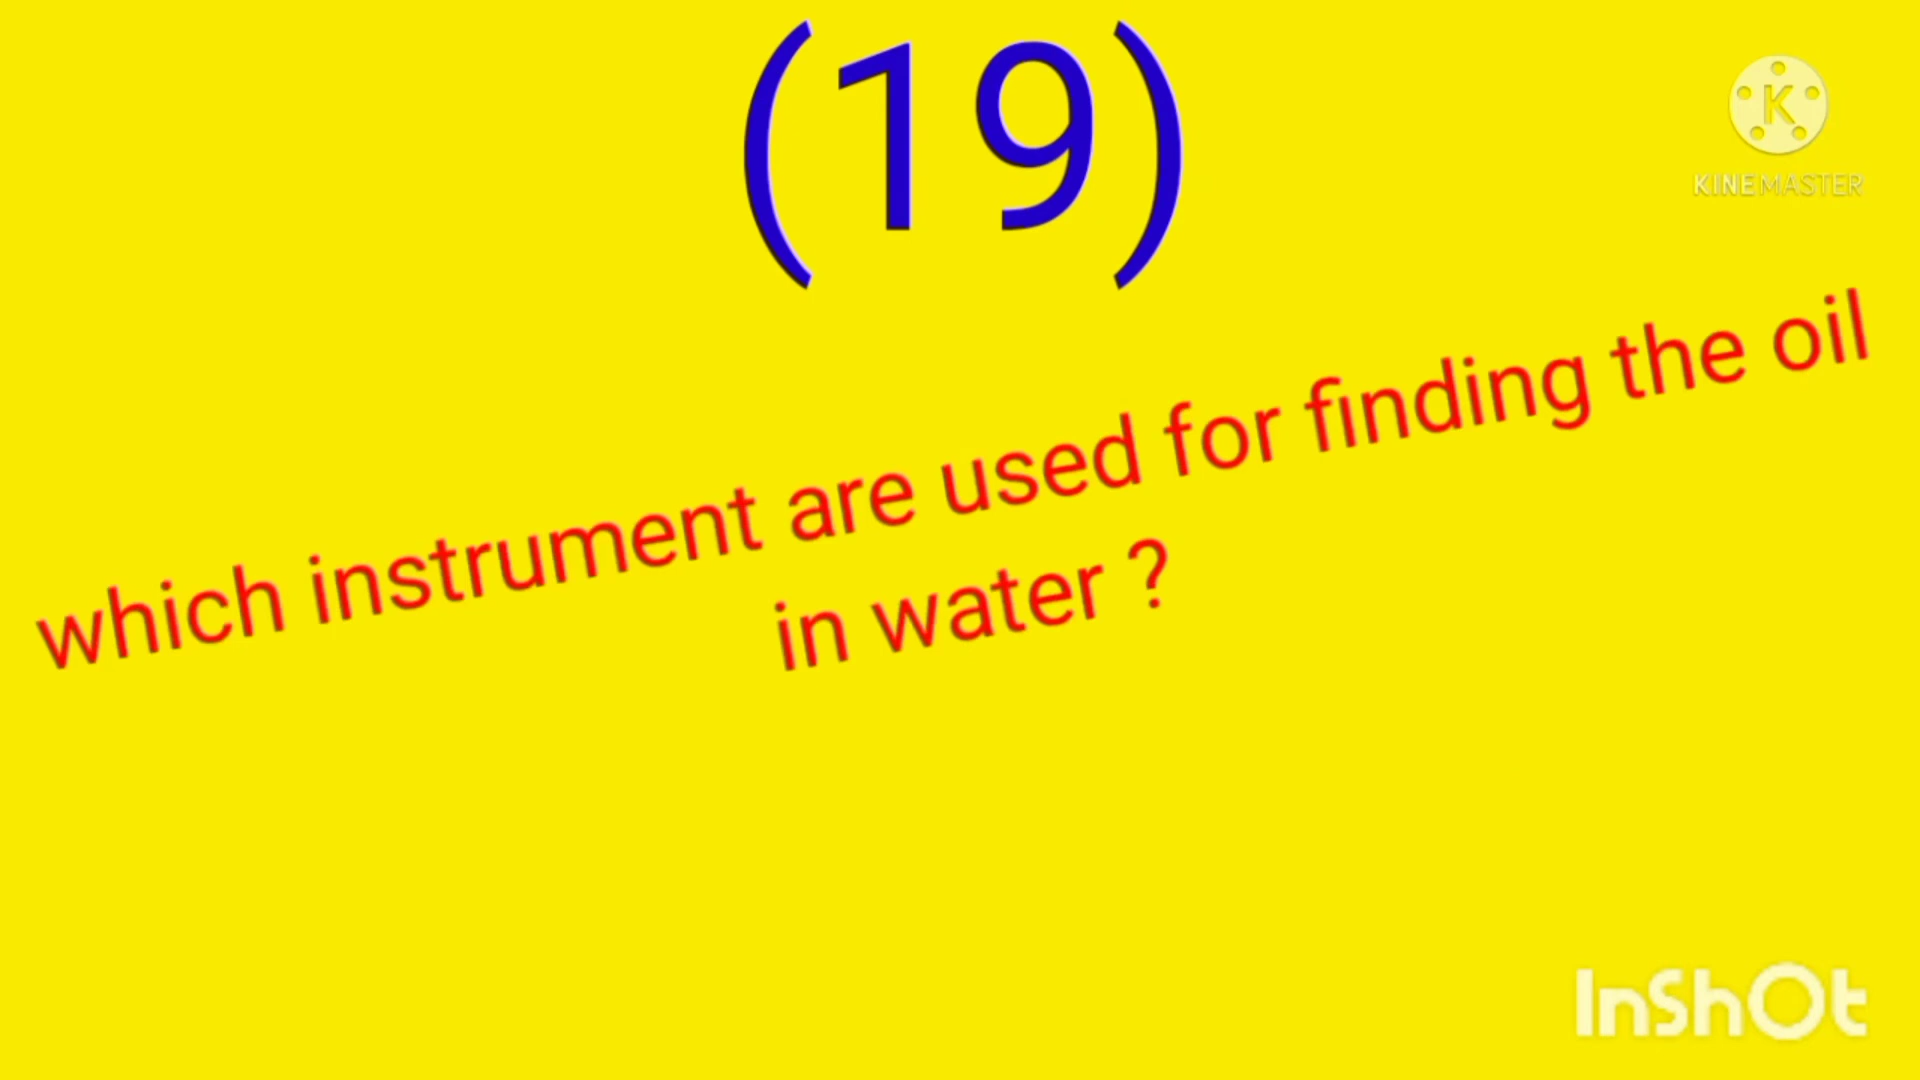 (19)
K
KINEMASTER
which instrument are used for finding the oil
in water ?
InShOt